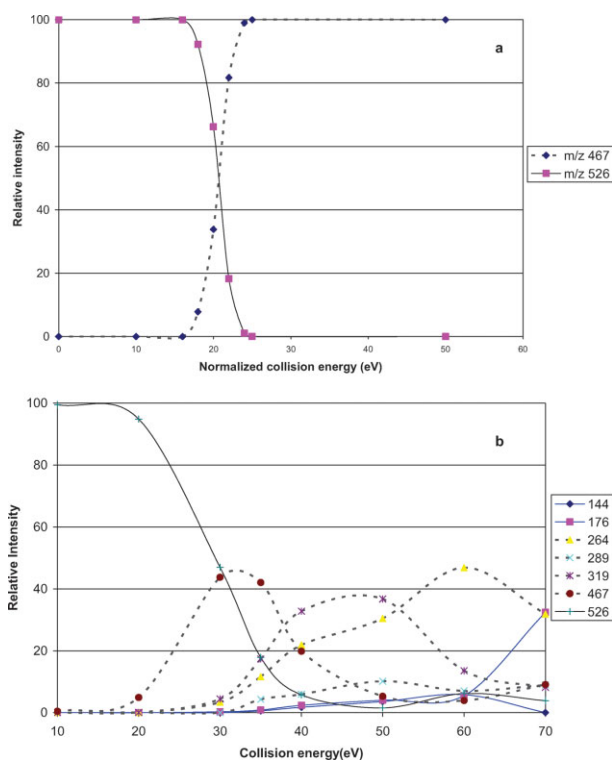 a
100
80
60
40
20
0
Relative intensity
0 10 20 30 40 50 60
Normalized collision energy (eV)
m/z 467
m/z 526
b
100
80
60
40
20
0
Relative Intensity
10 20 30 40 50 60 70
Collision energy(eV)
144
176
264
289
319
467
526